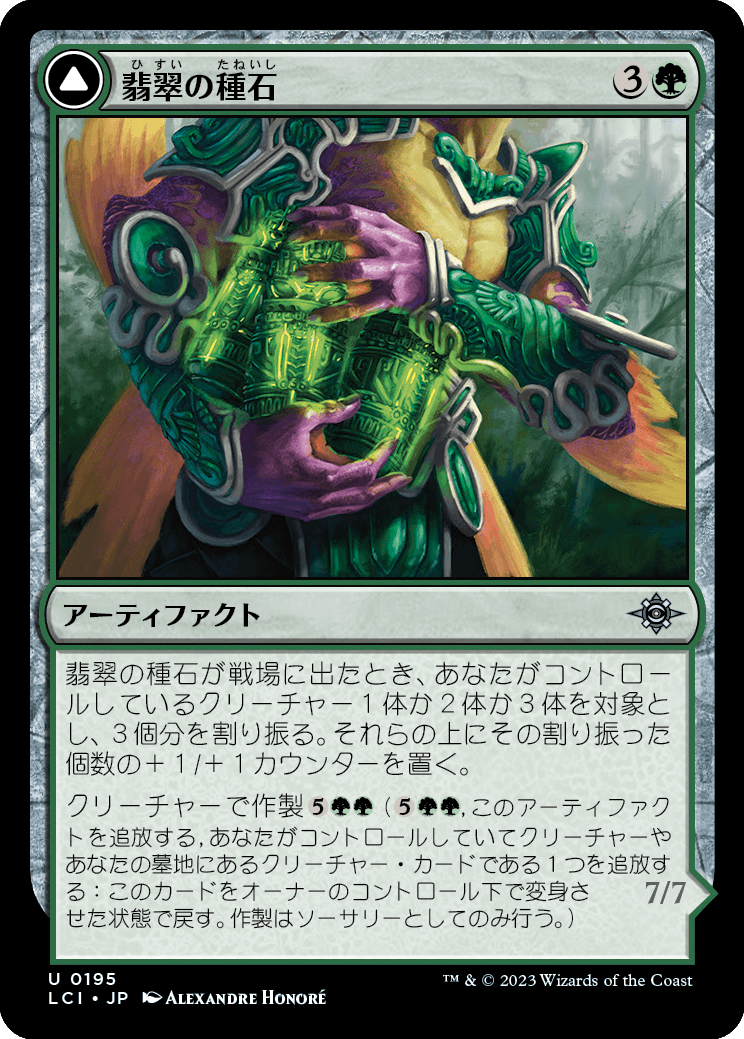 ひすい たねいし
翡翠の種石 3
アーティファクト
翡翠の種石が戦場に出たとき、あなたがコントロー
ルしているクリーチャー１体か２体か３体を対象と
し、３個分を割り振る。それらの上にその割り振った
個数の＋１/＋１カウンターを置く。
クリーチャーで作製 5 （ 5 , このアーティファク
トを追放する, あなたがコントロールしていてクリーチャーや
あなたの墓地にあるクリーチャー・カードである１つを追放す
る：このカードをオーナーのコントロール下で変身さ
せた状態で戻す。作製はソーサリーとしてのみ行う。）
7/7
U 0195
LCI • JP Alexandre Honoré
™ & © 2023 Wizards of the Coast